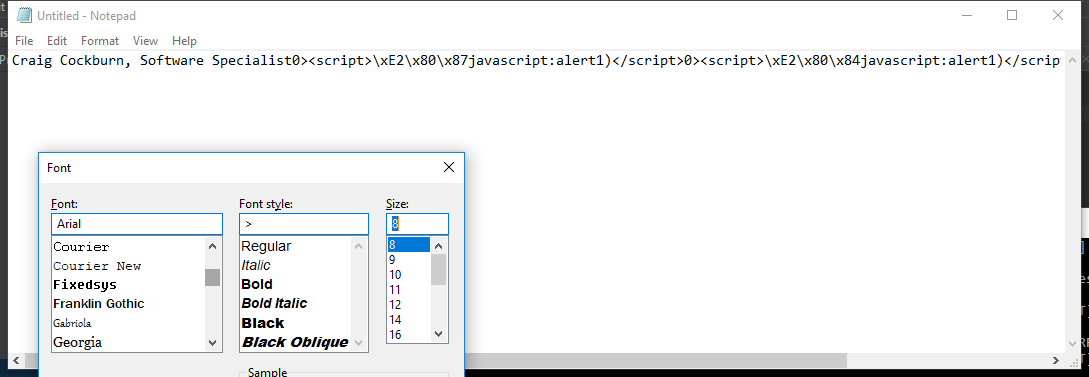 Untitled - Notepad
File Edit Format View Help
Craig Cockburn, Software Specialist0><script>\xE2\x80\x87javascript:alert1)</script>0><script>\xE2\x80\x84javascript:alert1)</script
Font
Font: Font style: Size:
Arial > 8
Courier Regular 8
Courier New Italic 9
Fixedsys Bold 10
Franklin Gothic Bold Italic 11
Gabriola Black 12
Georgia Black Oblique 14
16
Sample